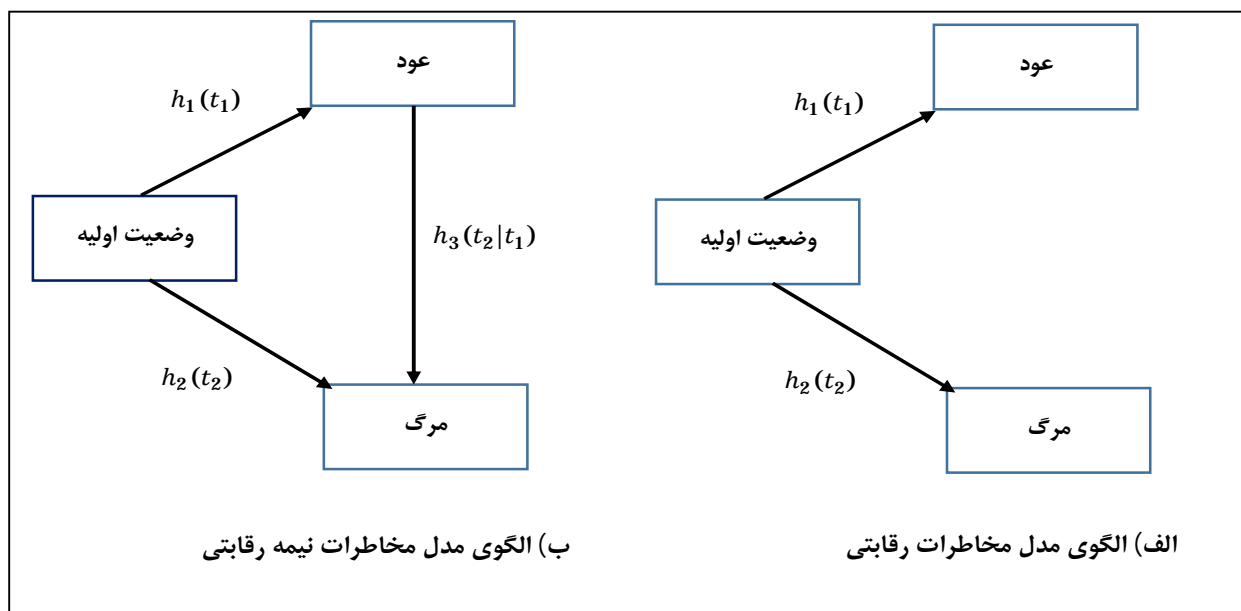 عود
h₁(t₁)
وضعیت اولیه
h₂(t₂)
مرگ
الف) الگوی مدل مخاطرات رقابتی
عود
h₁(t₁)
وضعیت اولیه
h₃(t₂|t₁)
h₂(t₂)
مرگ
ب) الگوی مدل مخاطرات نیمه رقابتی